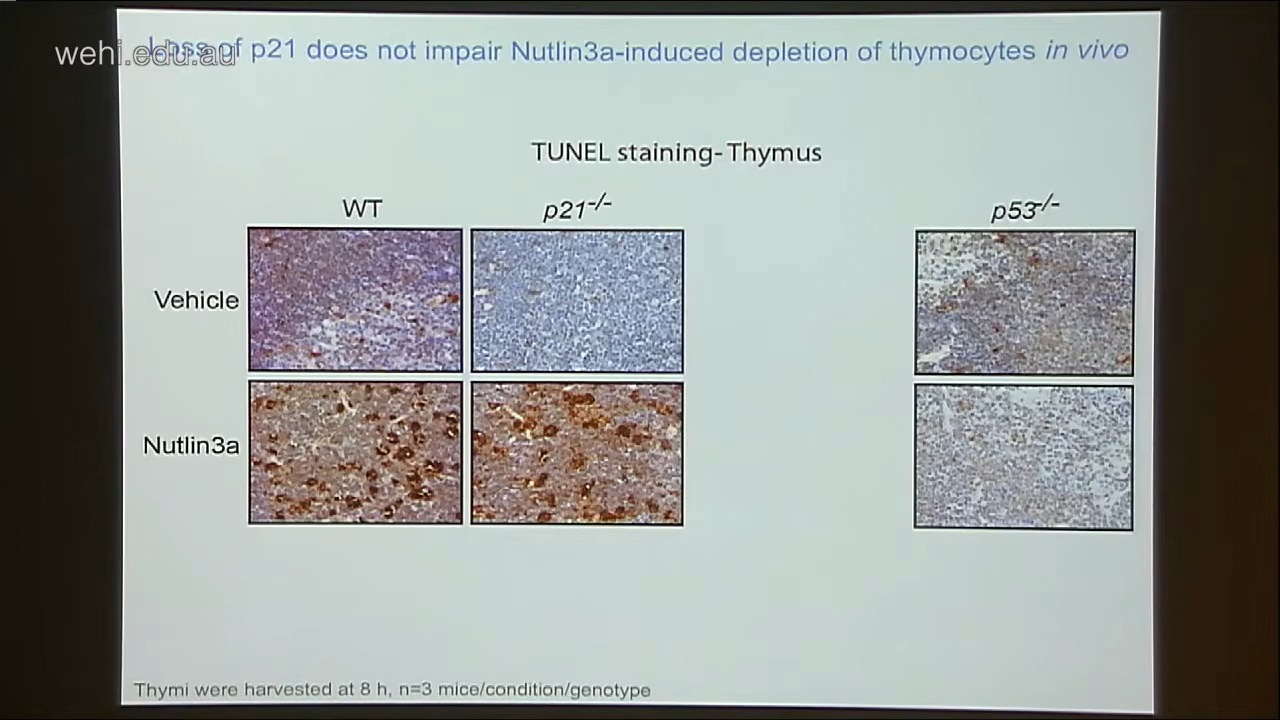 wehi.edu.au
Loss of p21 does not impair Nutlin3a-induced depletion of thymocytes in vivo
TUNEL staining- Thymus
WT
p21-/-
p53-/-
Vehicle
Nutlin3a
Thymi were harvested at 8 h, n=3 mice/condition/genotype